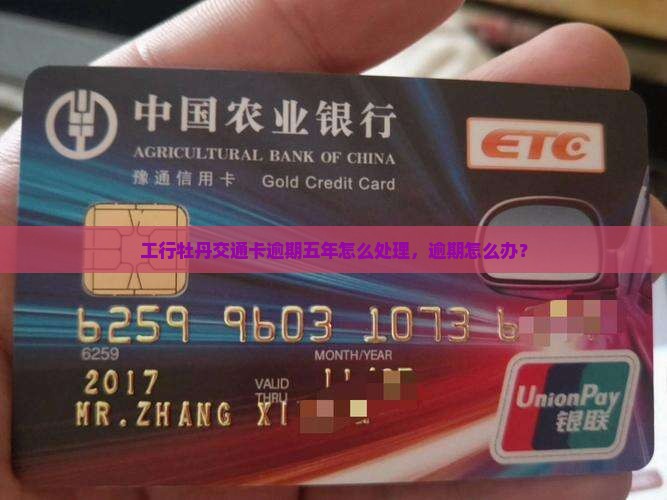 中国农业银行
AGRICULTURAL BANK OF CHINA
ETC
豫通信用卡 Gold Credit Card
工行牡丹交通卡逾期五年怎么处理，逾期怎么办？
6259 9603 1073 6
6259
MONTH/YEAR
2017
VALID THRU
MR.ZHANG XI
UnionPay
银联